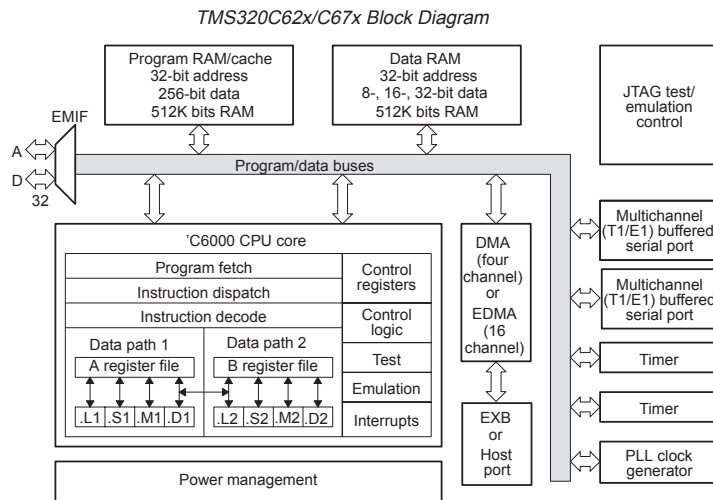 TMS320C62x/C67x Block Diagram
Program RAM/cache
32-bit address
256-bit data
512K bits RAM
Data RAM
32-bit address
8-, 16-, 32-bit data
512K bits RAM
JTAG test/
emulation
control
EMIF
A
D
32
Program/data buses
'C6000 CPU core
Program fetch
Instruction dispatch
Instruction decode
Control
registers
Control
logic
Test
Emulation
Interrupts
Data path 1
A register file
.L1 .S1 .M1 .D1
Data path 2
B register file
.L2 .S2 .M2 .D2
Power management
DMA
(four
channel)
or
EDMA
(16
channel)
EXB
or
Host
port
Multichannel
(T1/E1) buffered
serial port
Multichannel
(T1/E1) buffered
serial port
Timer
Timer
PLL clock
generator